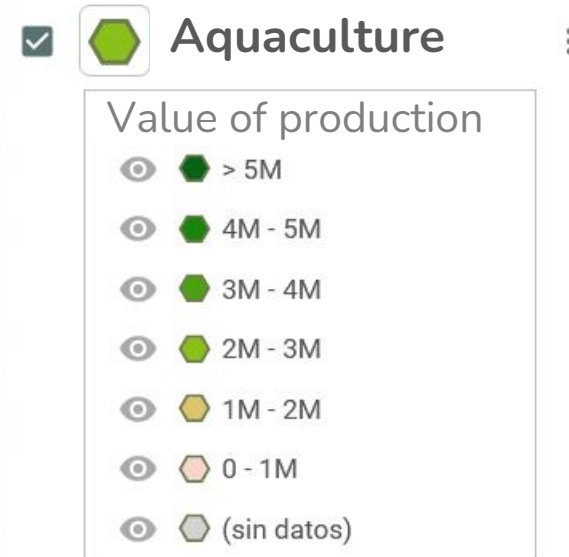 Aquaculture
Value of production
> 5M
4M - 5M
3M - 4M
2M - 3M
1M - 2M
0 - 1M
(sin datos)